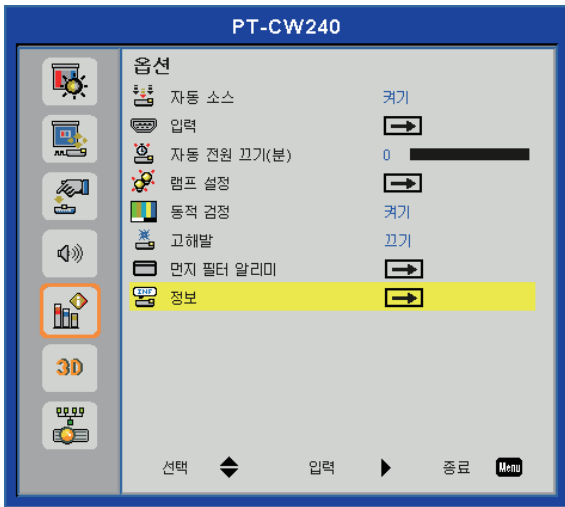 PT-CW240
옵션
자동 소스 켜기
입력
자동 전원 끄기(분) 0
램프 설정
동적 검정 켜기
고해발 끄기
먼지 필터 알리미
INF 정보
3D
선택 입력 종료 Menu